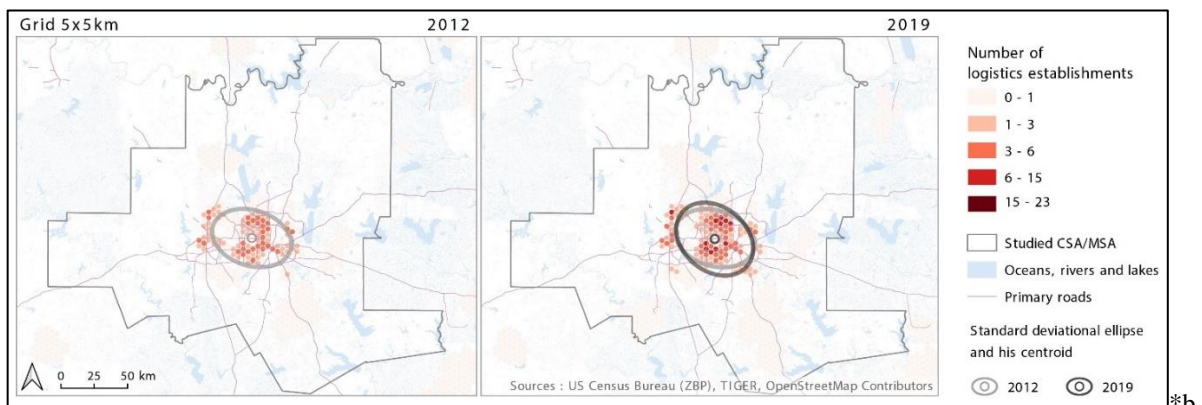 Grid 5x5km
2012
2019
Number of
logistics establishments
0 - 1
1 - 3
3 - 6
6 - 15
15 - 23
Studied CSA/MSA
Oceans, rivers and lakes
Primary roads
Standard deviational ellipse
and his centroid
2012
2019
0 25 50 km
Sources : US Census Bureau (ZBP), TIGER, OpenStreetMap Contributors
*b